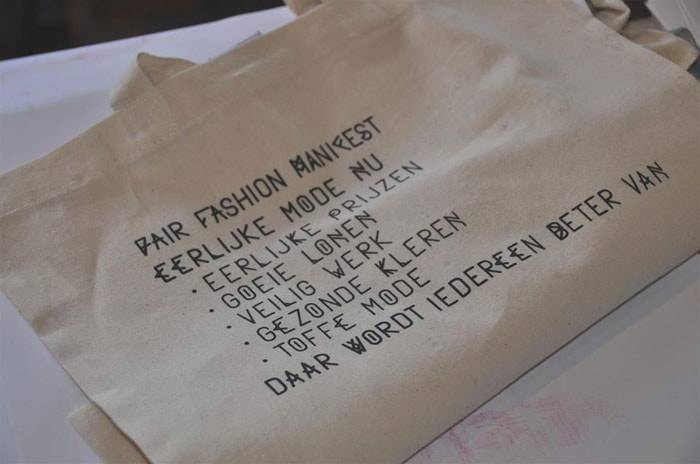 FAIR FASHION MANIFEST
EERLIJKE MODE NU
• EERLIJKE PRIJZEN
• GOEIE LONEN
• VEILIG WERK
• GEZONDE KLEREN
• TOFFE MODE
DAAR WORDT IEDEREEN BETER VAN